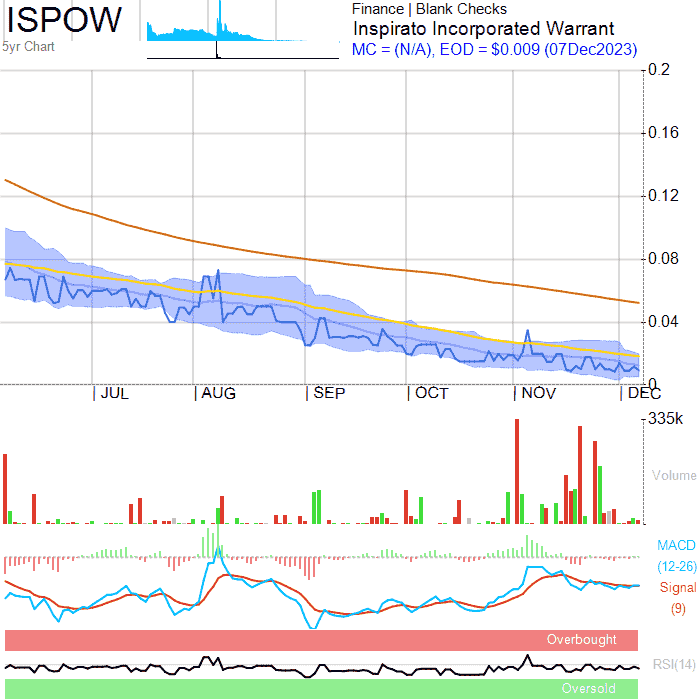 ISPOW
5yr Chart
Finance | Blank Checks
Inspirato Incorporated Warrant
MC = (N/A), EOD = $0.009 (07Dec2023)
0.2
0.16
0.12
0.08
0.04
0
JUL AUG SEP OCT NOV DEC
335k
Volume
MACD
(12-26)
Signal
(9)
Overbought
RSI(14)
Oversold